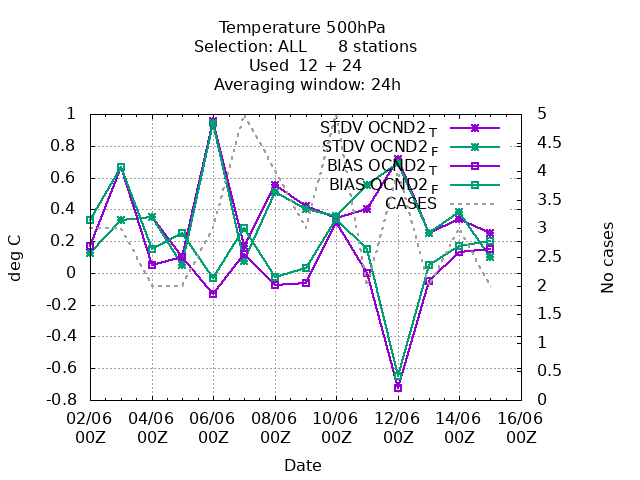 Temperature 500hPa
Selection: ALL 8 stations
Used 12 + 24
Averaging window: 24h
STDV OCND2 T
STDV OCND2 F
BIAS OCND2 T
BIAS OCND2 F
CASES
1
0.8
0.6
0.4
0.2
0
-0.2
-0.4
-0.6
-0.8
deg C
5
4.5
4
3.5
3
2.5
2
1.5
1
0.5
0
No cases
02/06 04/06 06/06 08/06 10/06 12/06 14/06 16/06
00Z 00Z 00Z 00Z 00Z 00Z 00Z 00Z
Date